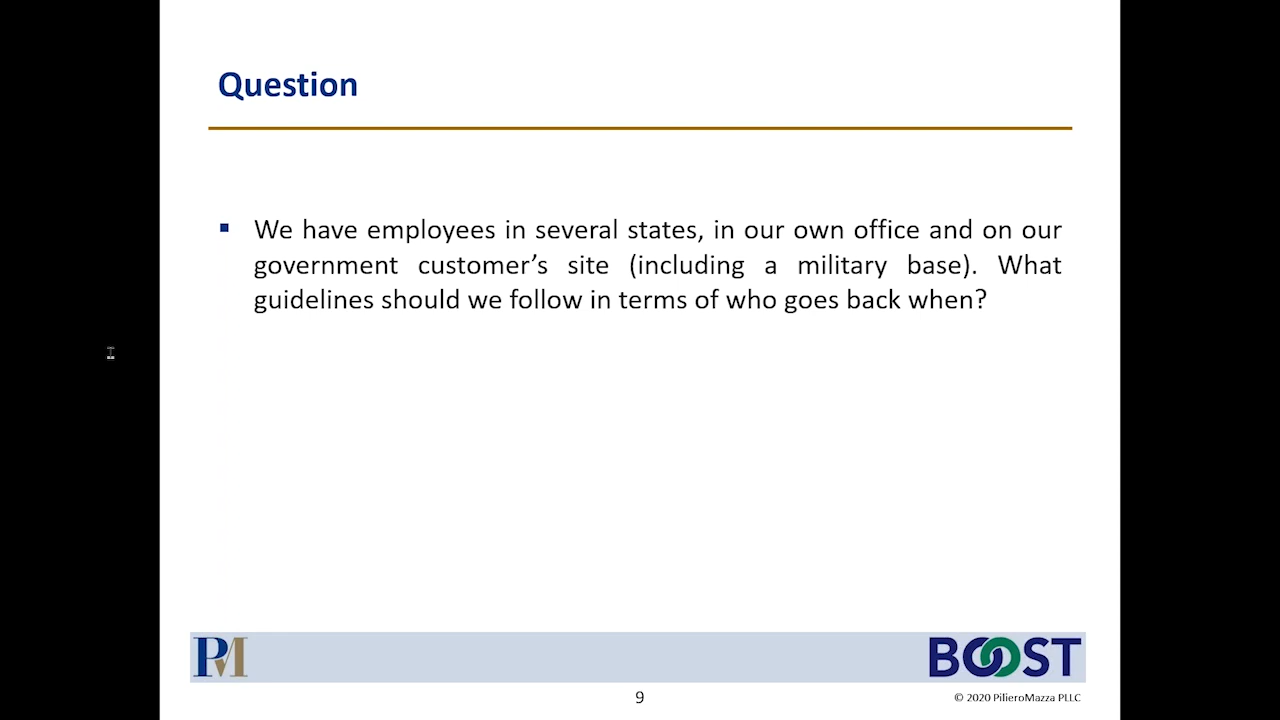 Question
▪ We have employees in several states, in our own office and on our
government customer’s site (including a military base). What
guidelines should we follow in terms of who goes back when?
PM
BOOST
9
© 2020 PilieroMazza PLLC